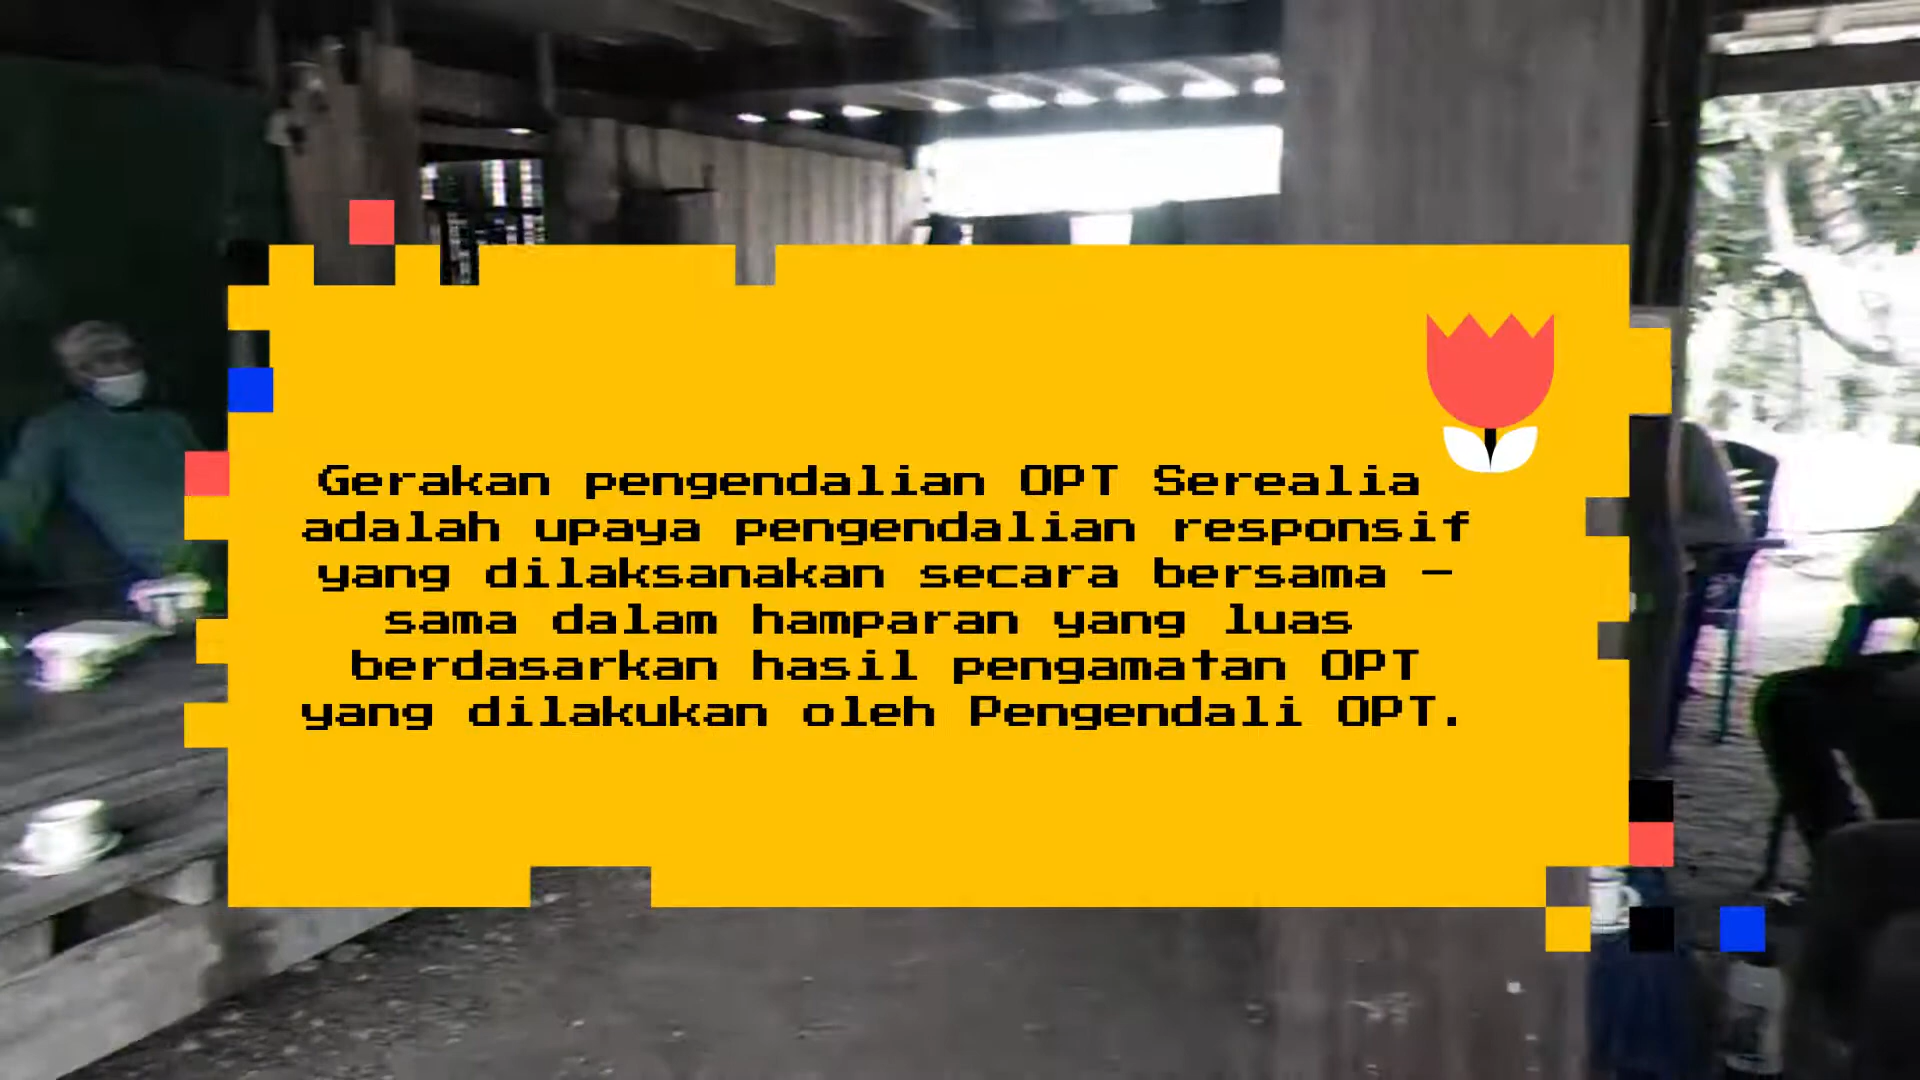 Gerakan pengendalian OPT Serealia
adalah upaya pengendalian responsif
yang dilaksanakan secara bersama -
sama dalam hamparan yang luas
berdasarkan hasil pengamatan OPT
yang dilakukan oleh Pengendali OPT.